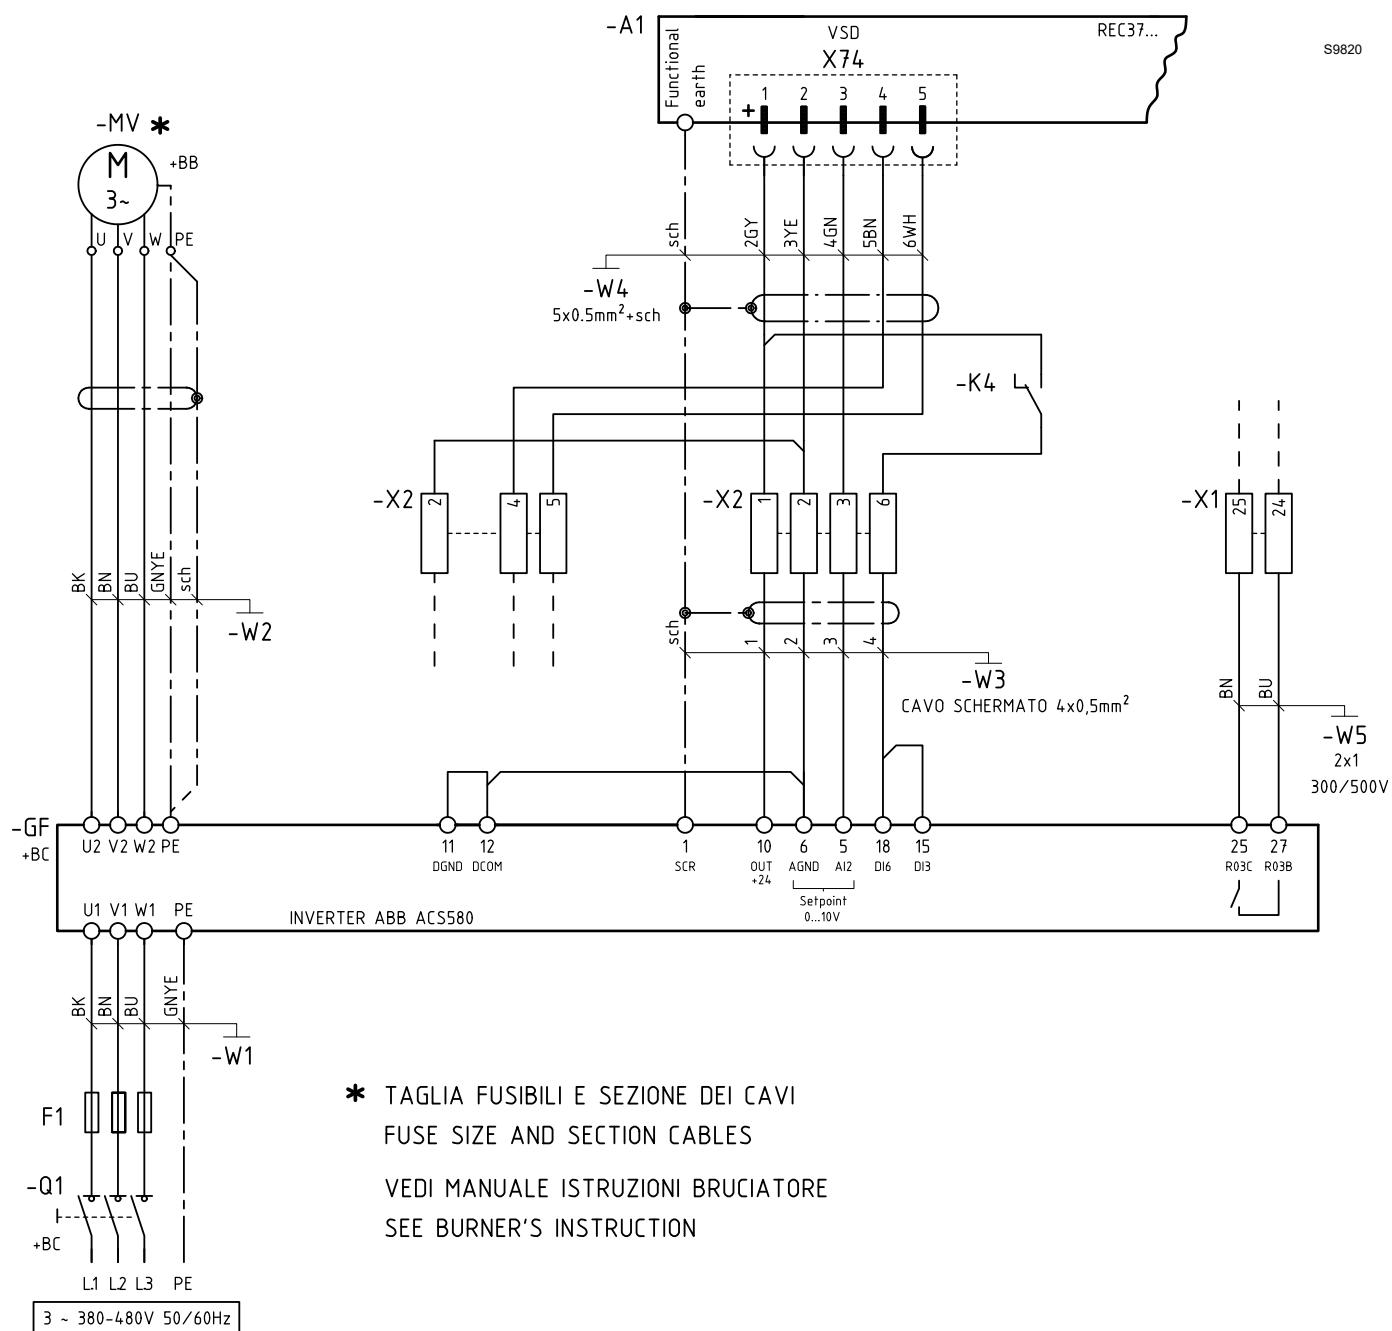 -A1
Functional
earth
VSD
X74
REC37...
S9820
+
1 2 3 4 5
-MV *
M
3~
+BB
U V W PE
sch
2GY
3YE
4GN
5BN
6WH
-W4
5x0.5mm²+sch
-K4
-X2
2
4
5
-X2
1
2
3
6
-X1
25
24
BK
BN
BU
GNYE
sch
-W2
sch
1
2
3
4
-W3
CAVO SCHERMATO 4x0,5mm²
BN
BU
-W5
2x1
300/500V
-GF
+BC
U2 V2 W2 PE
11 12 1 10 6 5 18 15 25 27
DGND DCOM SCR OUT AGND AI2 DI6 DI3 R03C R03B
+24
Setpoint
0...10V
U1 V1 W1 PE
INVERTER ABB ACS580
BK
BN
BU
GNYE
-W1
F1
-Q1
+BC
L1 L2 L3 PE
3 ~ 380-480V 50/60Hz
* TAGLIA FUSIBILI E SEZIONE DEI CAVI
FUSE SIZE AND SECTION CABLES
VEDI MANUALE ISTRUZIONI BRUCIATORE
SEE BURNER'S INSTRUCTION